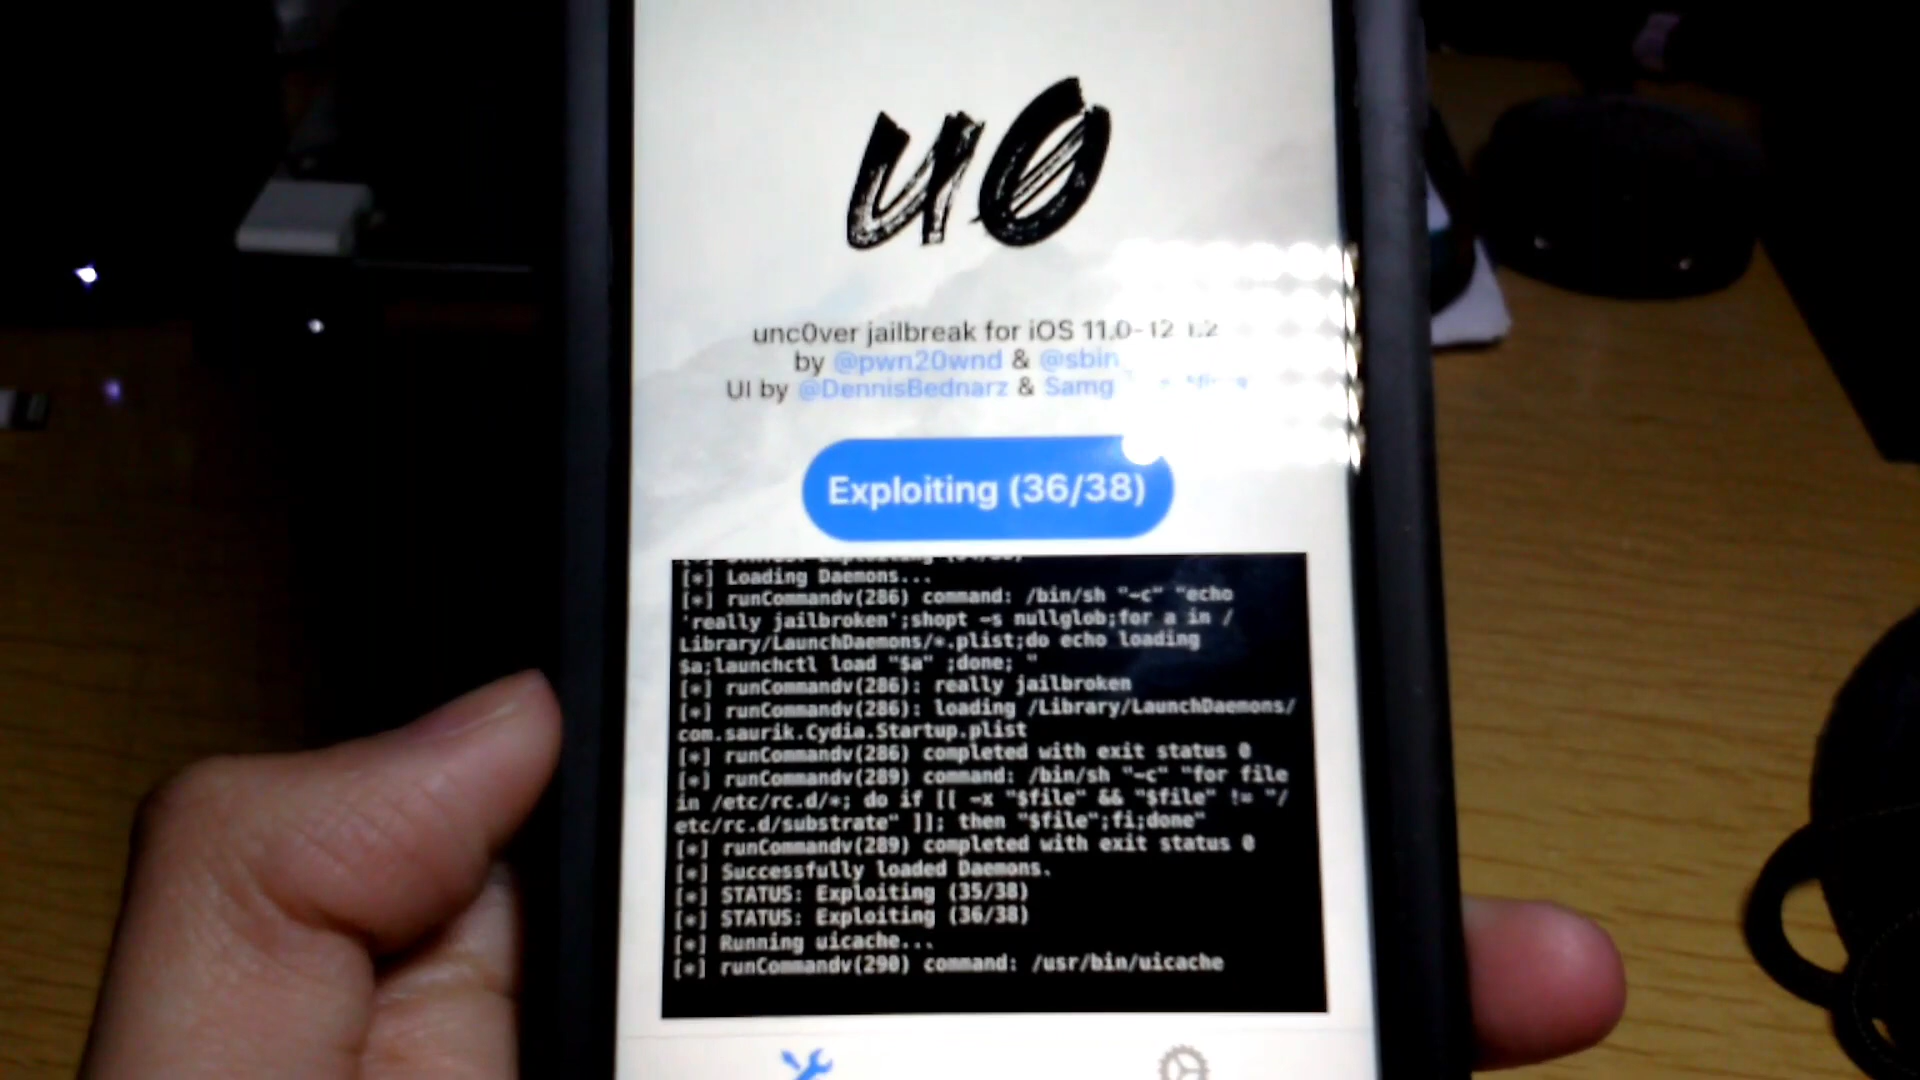 u0
unc0ver jailbreak for iOS 11.0-12.1.2
by @pwn20wnd & @sbin
UI by @DennisBednarz & Samg
Exploiting (36/38)
[*] Loading Daemons...
[*] runCommandv(286) command: /bin/sh "-c" "echo
'really jailbroken';shopt -s nullglob;for a in /
Library/LaunchDaemons/*.plist;do echo loading
$a;launchctl load "$a" ;done; "
[*] runCommandv(286): really jailbroken
[*] runCommandv(286): loading /Library/LaunchDaemons/
com.saurik.Cydia.Startup.plist
[*] runCommandv(286) completed with exit status 0
[*] runCommandv(289) command: /bin/sh "-c" "for file
in /etc/rc.d/*; do if [[ -x "$file" && "$file" != "/
etc/rc.d/substrate" ]]; then "$file";fi;done"
[*] runCommandv(289) completed with exit status 0
[*] Successfully loaded Daemons.
[*] STATUS: Exploiting (35/38)
[*] STATUS: Exploiting (36/38)
[*] Running uicache...
[*] runCommandv(290) command: /usr/bin/uicache